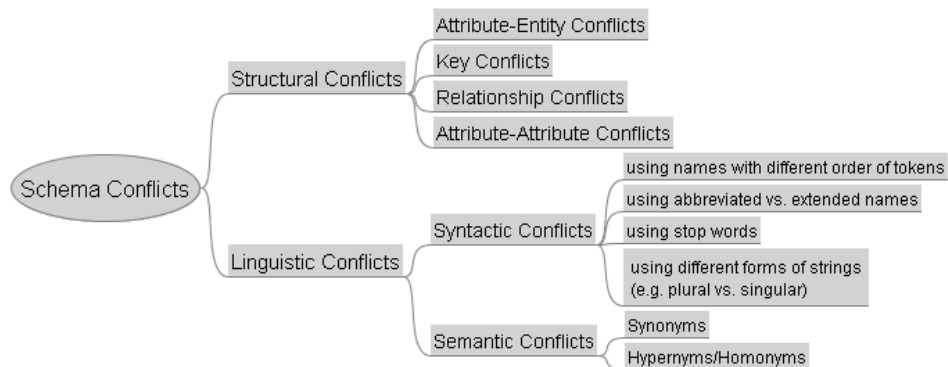 Attribute-Entity Conflicts
Key Conflicts
Structural Conflicts
Relationship Conflicts
Attribute-Attribute Conflicts
Schema Conflicts
using names with different order of tokens
using abbreviated vs. extended names
Syntactic Conflicts
using stop words
Linguistic Conflicts
using different forms of strings
(e.g. plural vs. singular)
Synonyms
Semantic Conflicts
Hypernyms/Homonyms